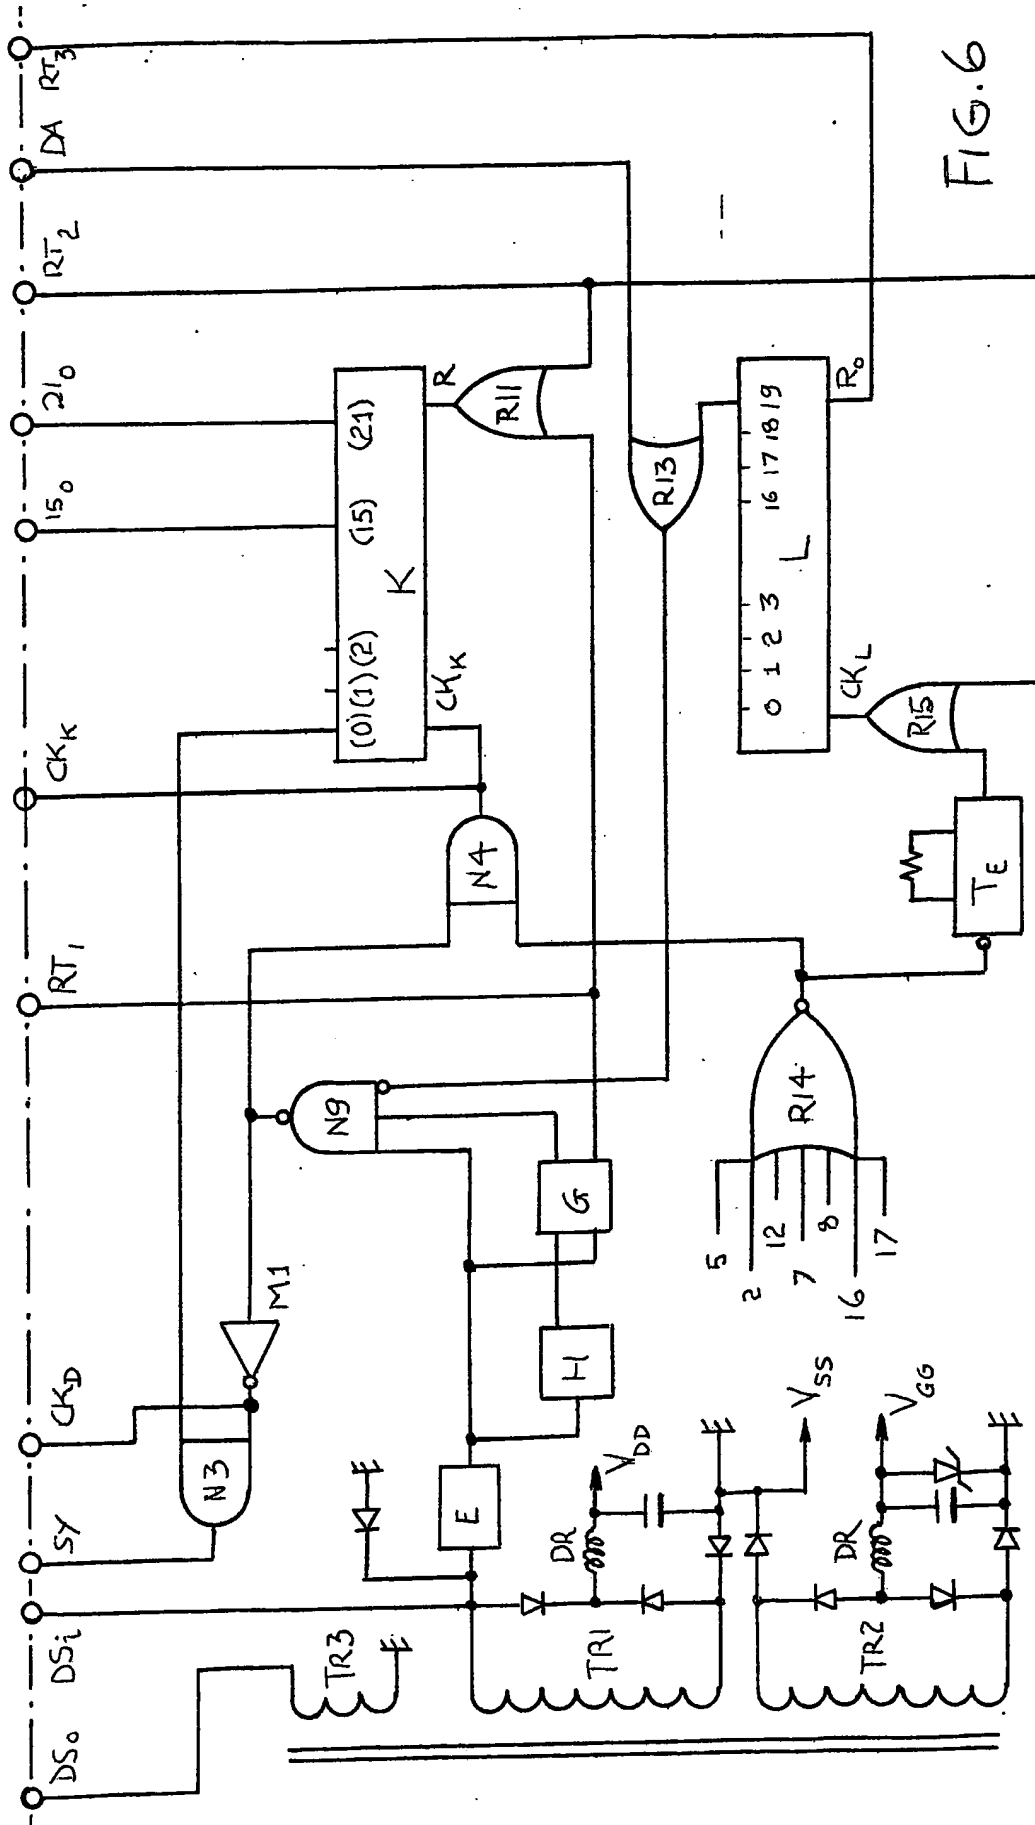 DSo
DSi
SY
CKD
RT1
CKK
15o
21o
RT2
DA
RT3
N3
M1
(0)(1)(2)
(15)
(21)
K
CKK
R
N9
N4
R11
TR3
E
H
G
R13
DR
VDD
TR1
0 1 2 3
16 17 18 19
L
CKL
Ro
5
2
12
7
8
16
17
R14
R15
TE
VSS
DR
VGG
TR2
FIG.6